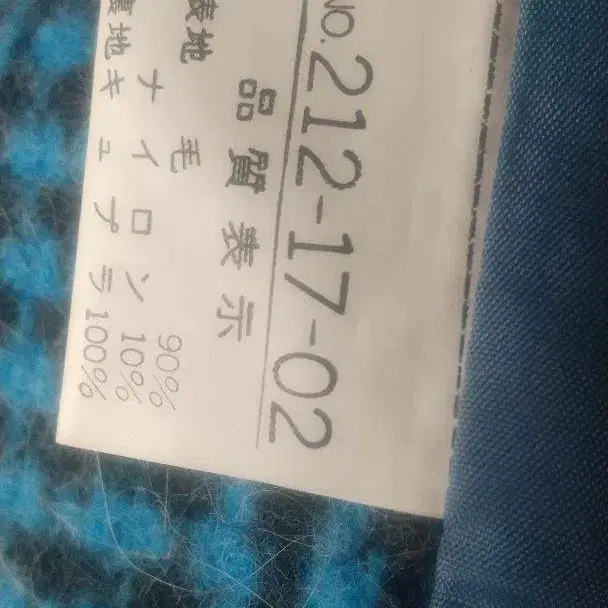 NO. 212-17-02
品質表示
表地 毛 90%
ナイロン 10%
裏地 キュプラ 100%